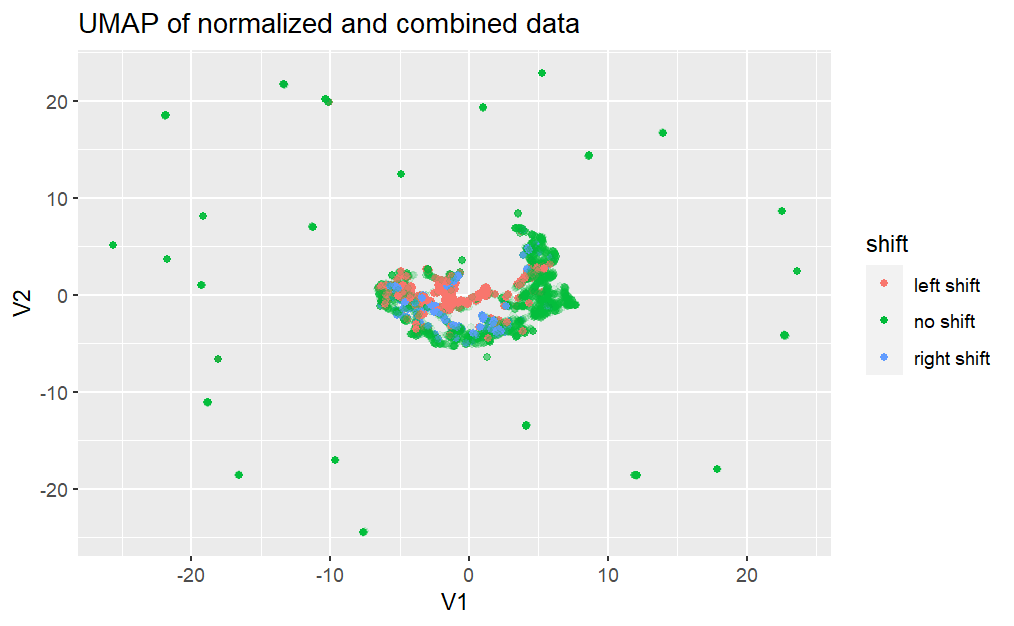 UMAP of normalized and combined data
V2
20
10
0
-10
-20
-20
-10
0
10
20
V1
shift
left shift
no shift
right shift